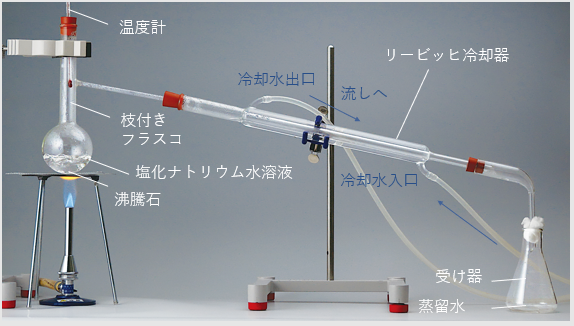 温度計
リービッヒ冷却器
冷却水出口
流しへ
枝付き
フラスコ
塩化ナトリウム水溶液
沸騰石
冷却水入口
受け器
蒸留水